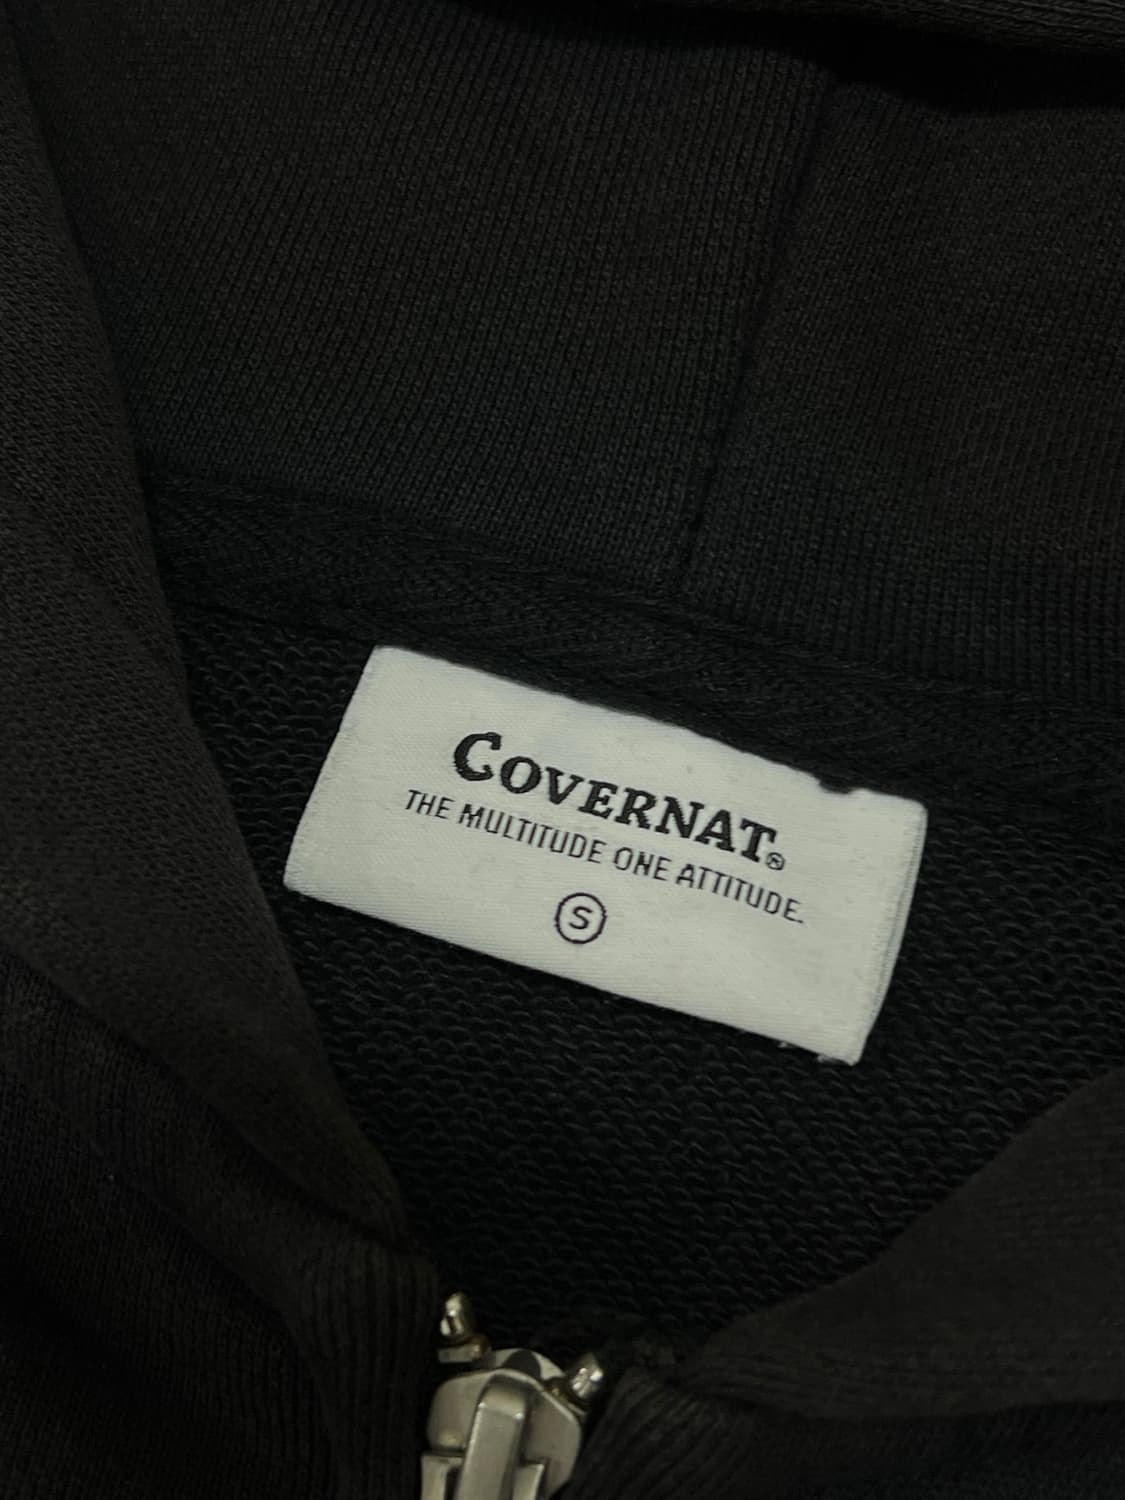 COVERNAT®
THE MULTITUDE ONE ATTITUDE.
S